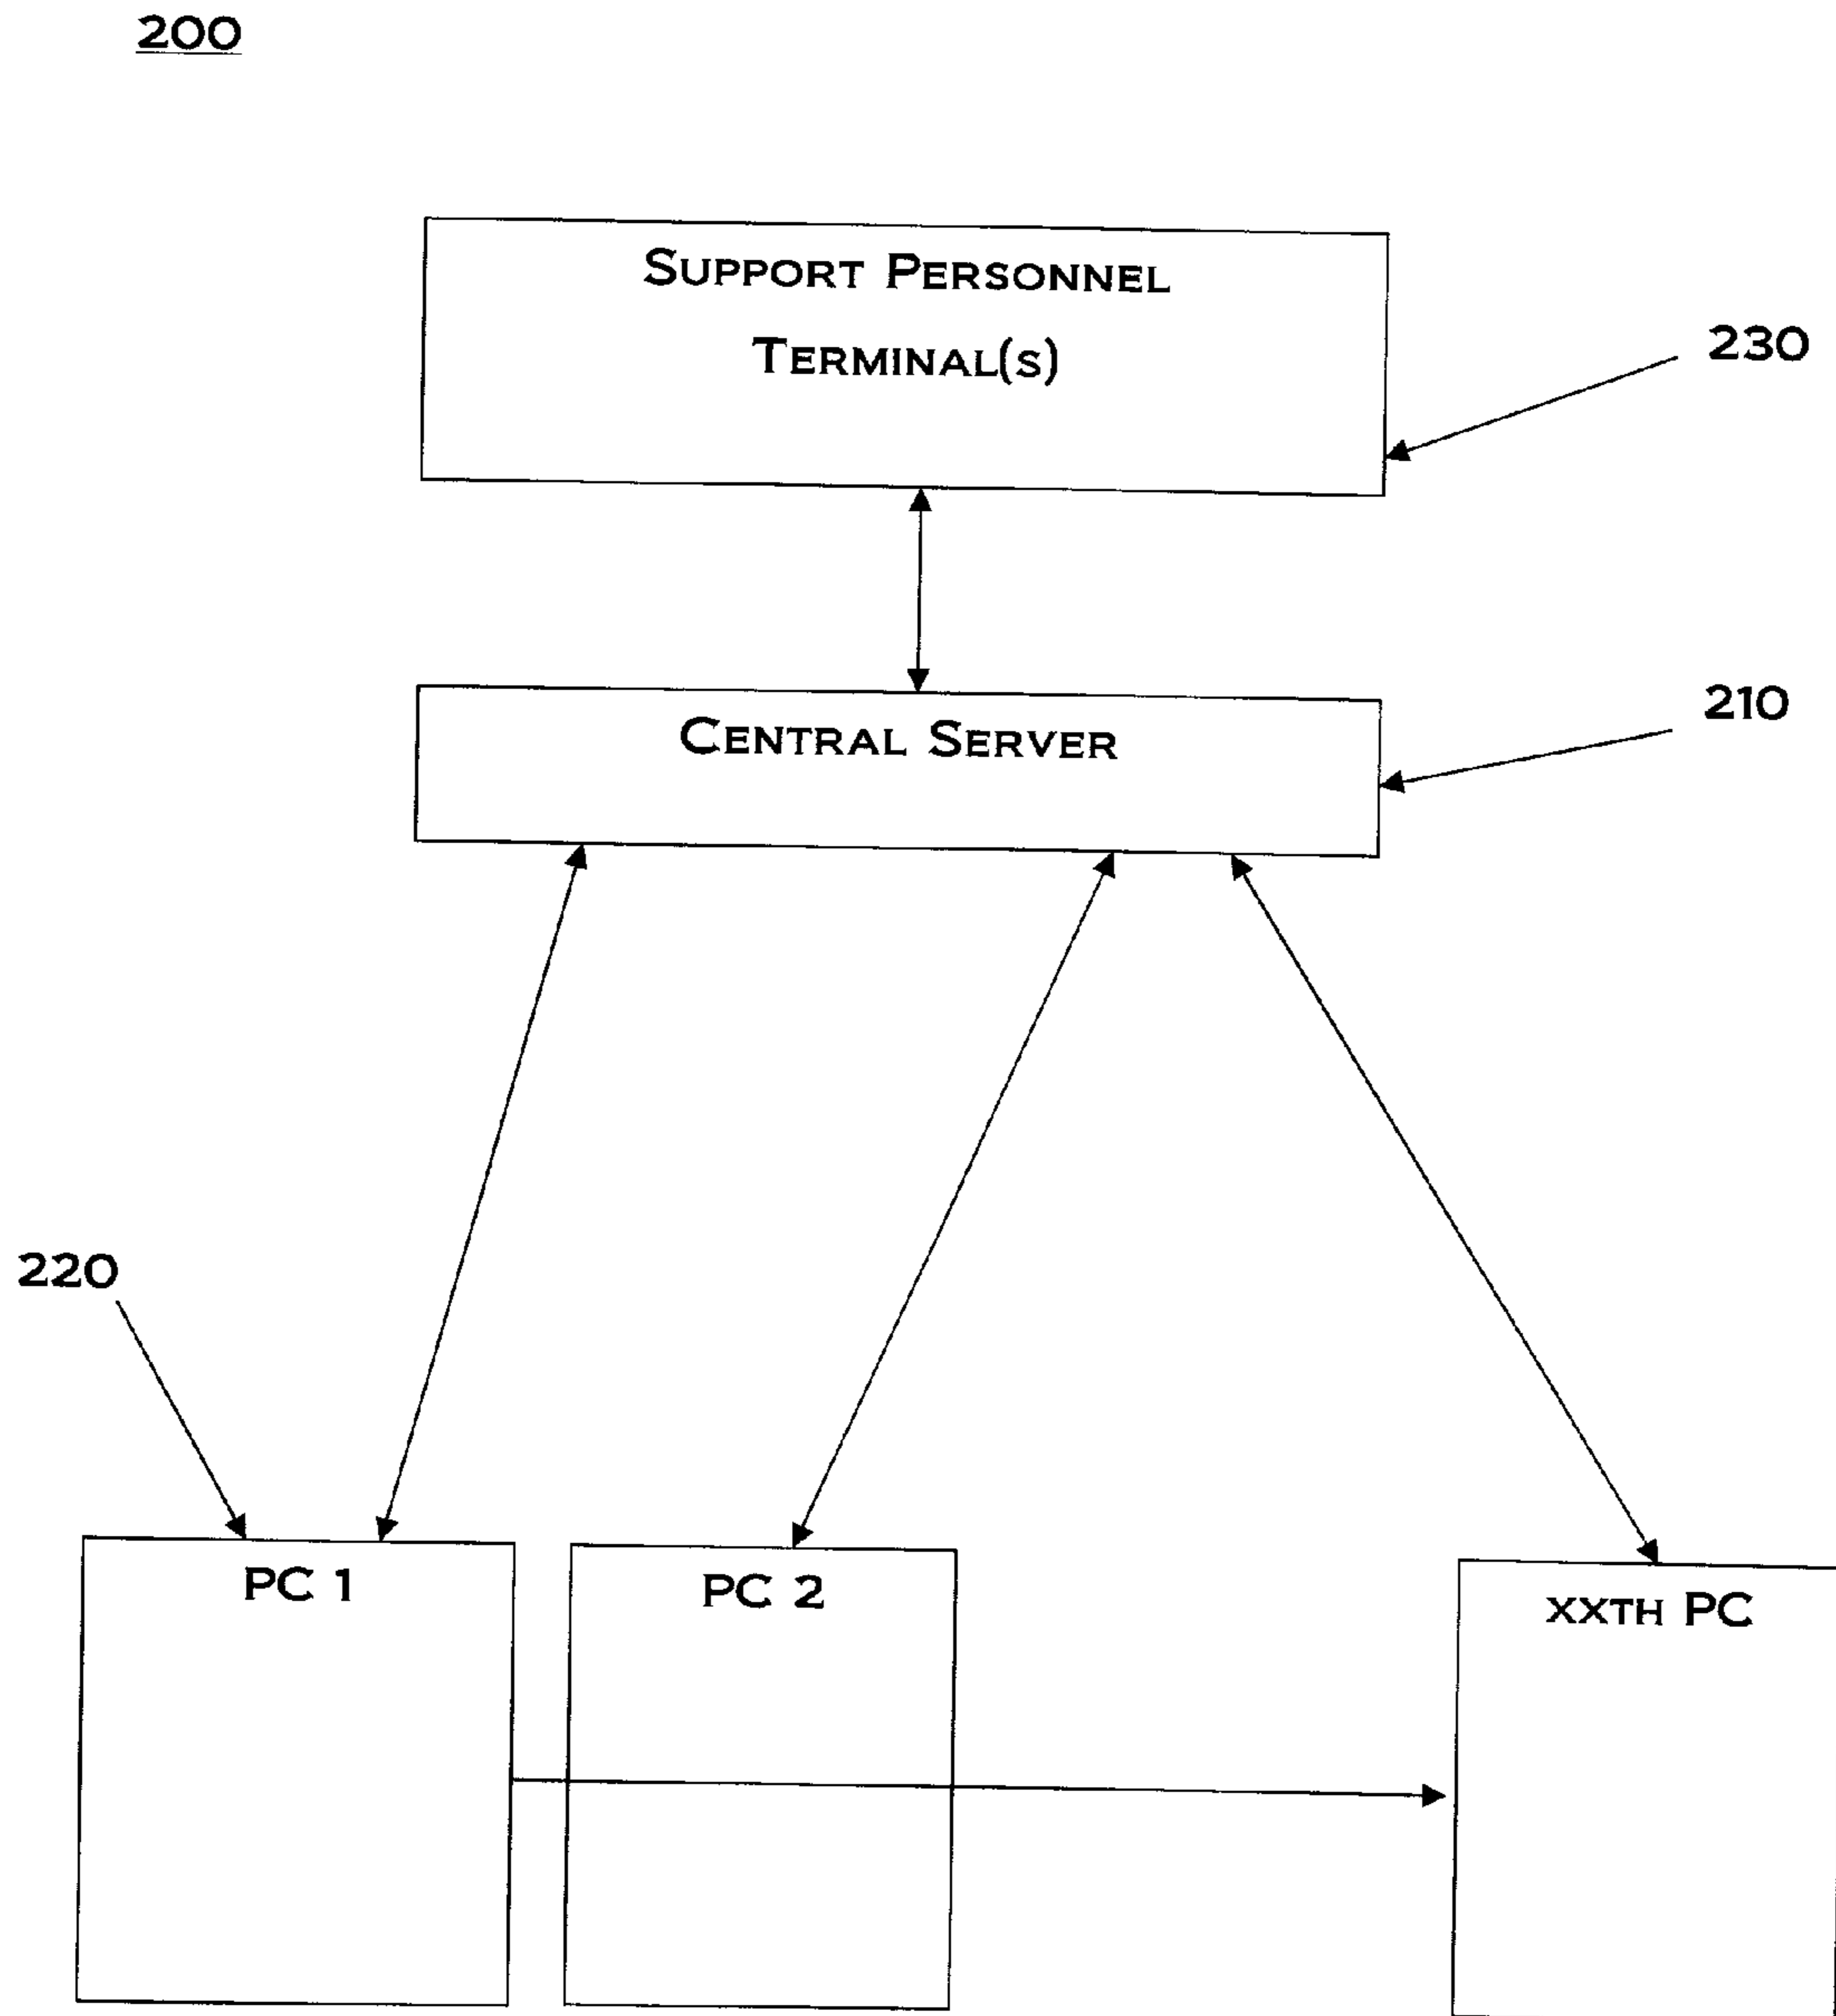 200
SUPPORT PERSONNEL
TERMINAL(S)
230
CENTRAL SERVER
210
220
PC 1
PC 2
XXTH PC